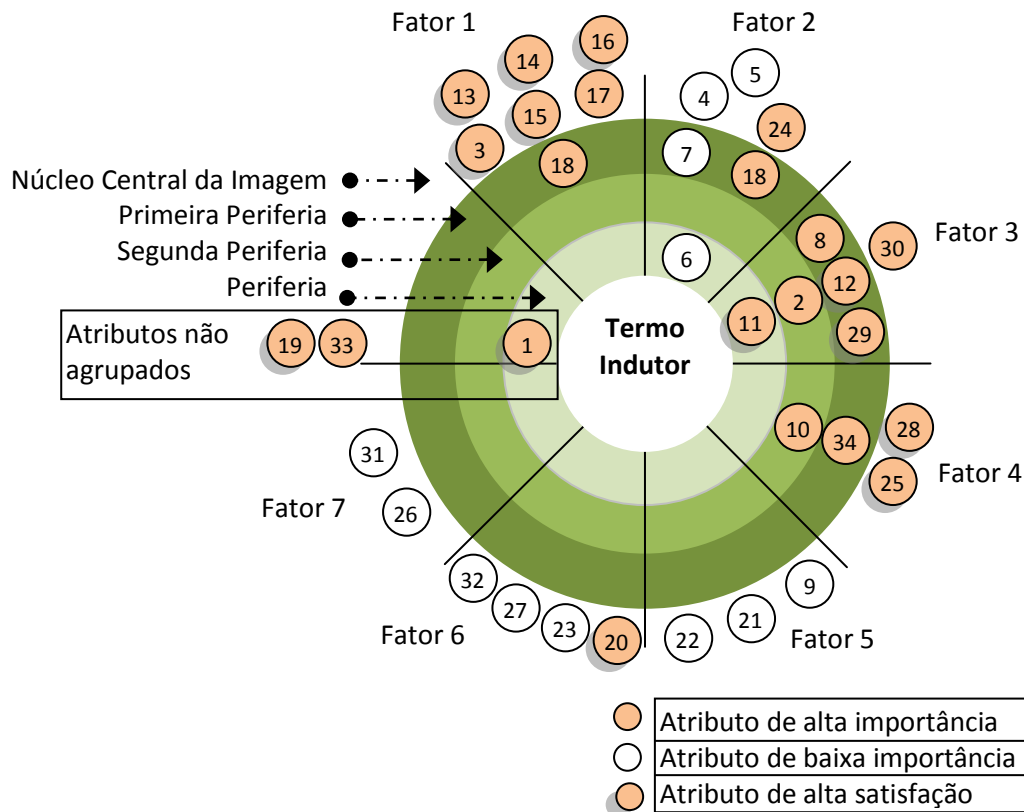 Fator 1
Fator 2
16
14
5
13
17
4
15
24
3
7
18
18
Núcleo Central da Imagem
Primeira Periferia
Segunda Periferia
Periferia
Fator 3
8
30
6
12
2
11
29
Termo
Indutor
Atributos não
agrupados
19
33
1
10
34
28
25
Fator 4
31
26
Fator 7
32
27
23
20
Fator 6
22
21
9
Fator 5
Atributo de alta importância
Atributo de baixa importância
Atributo de alta satisfação